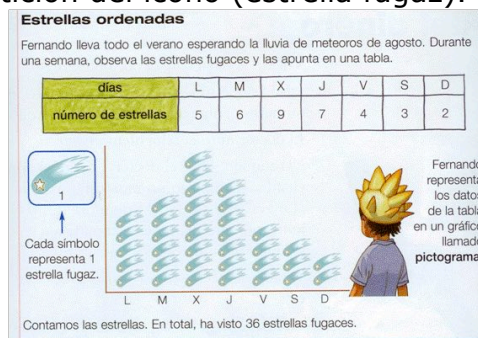 Estrellas ordenadas
Fernando lleva todo el verano esperando la lluvia de meteoros de agosto. Durante
una semana, observa las estrellas fugaces y las apunta en una tabla.
días L M X J V S D
número de estrellas 5 6 9 7 4 3 2
1
Cada símbolo
representa 1
estrella fugaz.
L M X J V S D
Fernando
representa
los datos
de la tabla
en un gráfico
llamado
pictograma
Contamos las estrellas. En total, ha visto 36 estrellas fugaces.